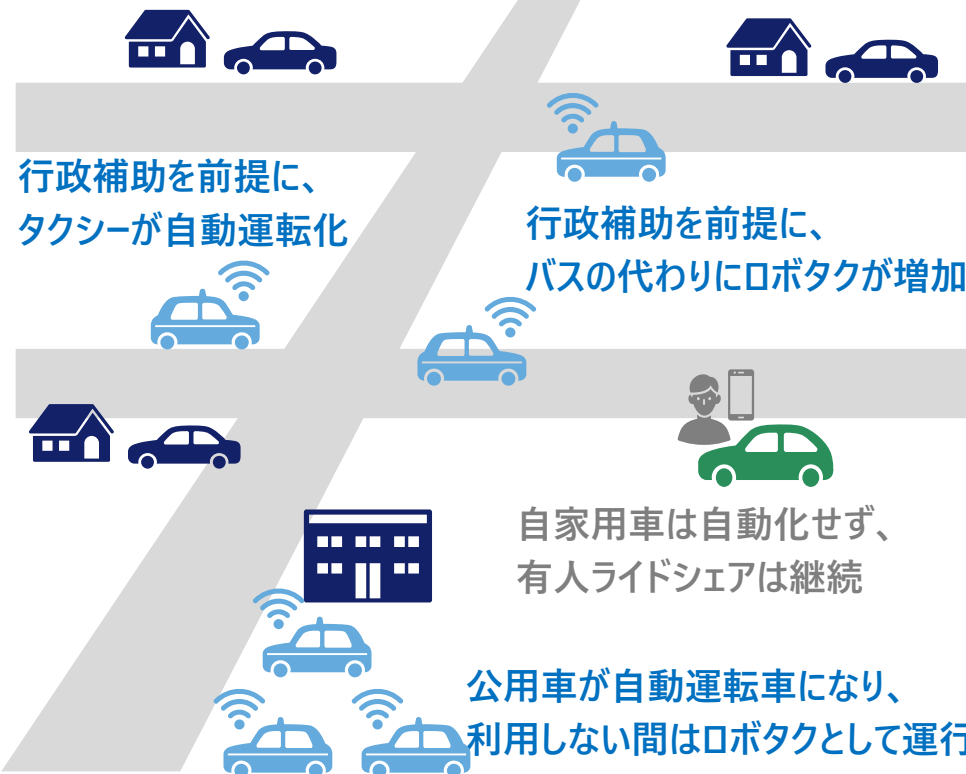 行政補助を前提に、
タクシーが自動運転化
行政補助を前提に、
バスの代わりにロボタクが増加
自家用車は自動化せず、
有人ライドシェアは継続
公用車が自動運転車になり、
利用しない間はロボタクとして運行